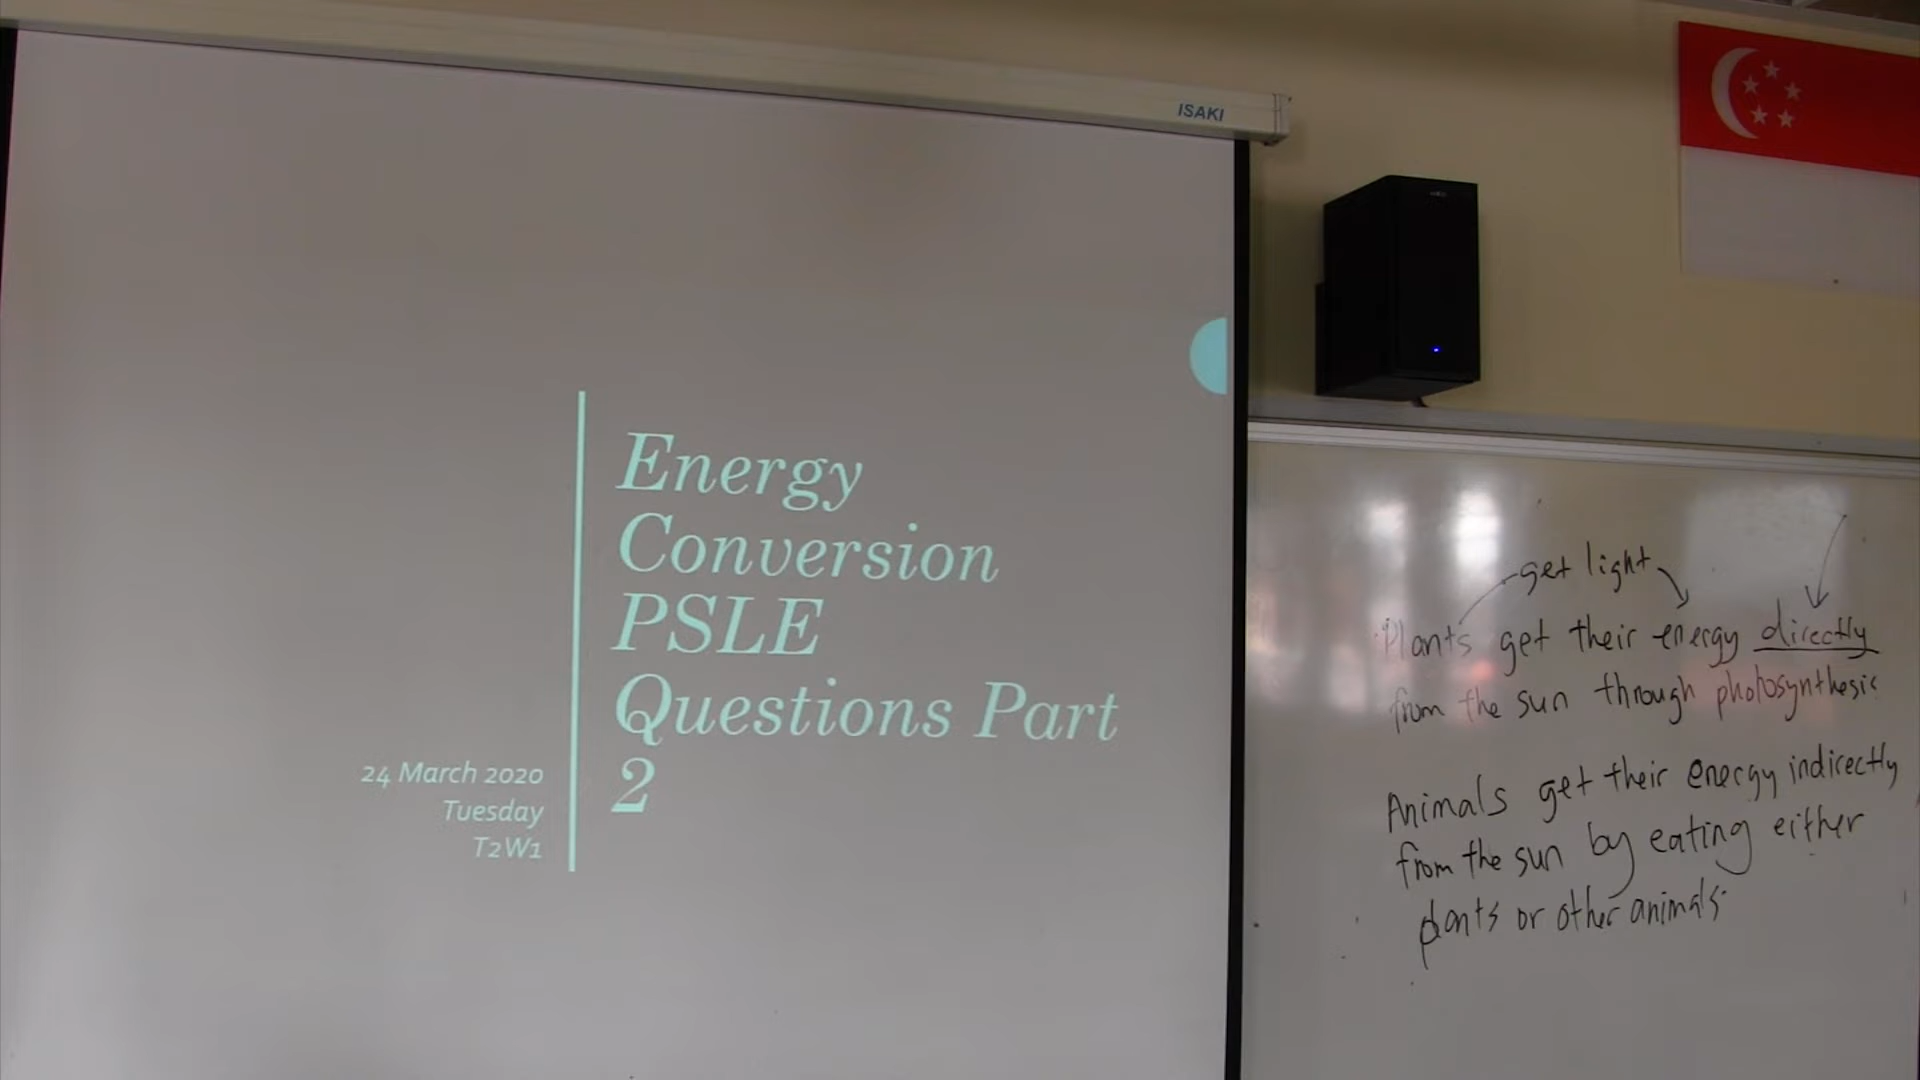 ISAKI
Energy
Conversion
PSLE
Questions Part
2
24 March 2020
Tuesday
T2W1
get light
Plants get their energy directly
from the sun through photosynthesis
Animals get their energy indirectly
from the sun by eating either
plants or other animals.